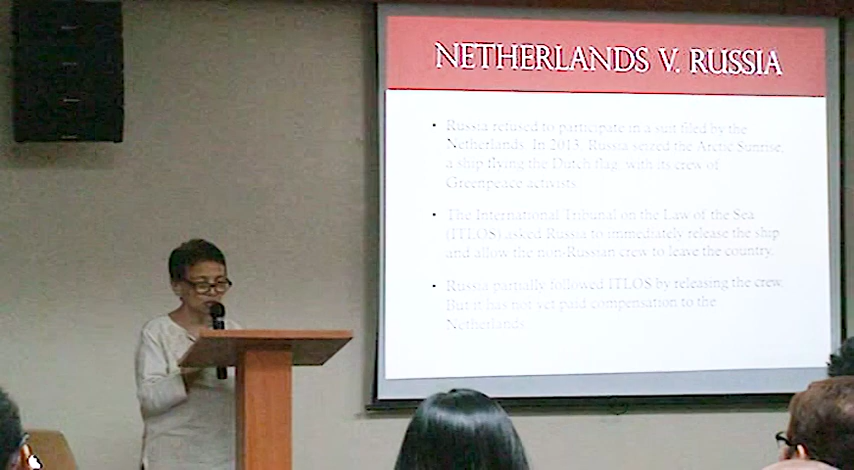 NETHERLANDS V. RUSSIA
• Russia refused to participate in a suit filed by the
Netherlands. In 2013, Russia seized the Arctic Sunrise,
a ship flying the Dutch flag, with its crew of
Greenpeace activists.
• The International Tribunal on the Law of the Sea
(ITLOS) asked Russia to immediately release the ship
and allow the non-Russian crew to leave the country.
• Russia partially followed ITLOS by releasing the crew.
But it has not yet paid compensation to the
Netherlands.